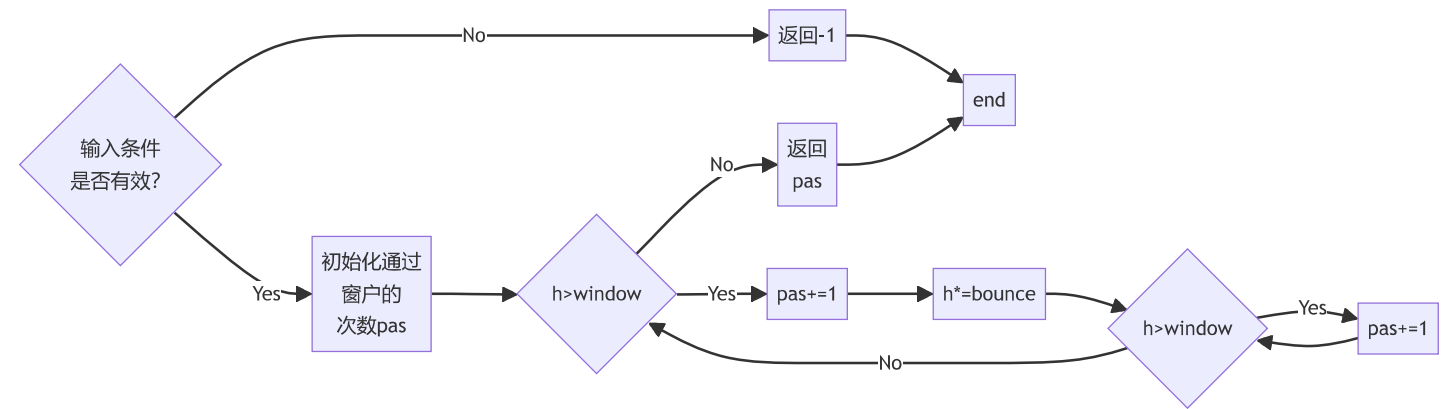 No
返回-1
end
输入条件
是否有效?
返回
pas
No
Yes
初始化通过
窗户的
次数pas
h>window
Yes
pas+=1
h*=bounce
h>window
Yes
pas+=1
No